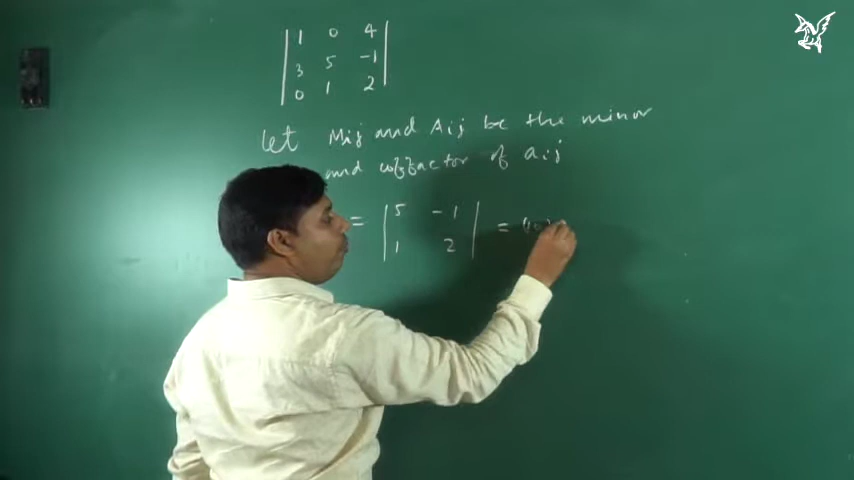 | 1 0 4 |
| 3 5 -1 |
| 0 1 2 |
Let Mij and Aij be the minor
and coffactor of aij
= | 5 -1 | =
| 1 2 |